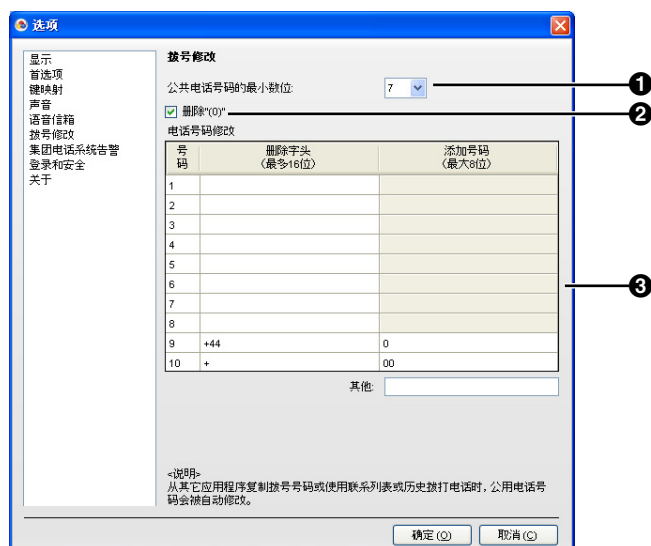 选项
显示
首选项
键映射
声音
语音信箱
拨号修改
集团电话系统告警
登录和安全
关于
拨号修改
公共电话号码的最小数位: 7
删除"(0)"
电话号码修改
号码 删除字头 (最多16位) 添加号码 (最大8位)
1
2
3
4
5
6
7
8
9 +44 0
10 + 00
其他:
<说明>
从其它应用程序复制拨号号码或使用联系列表或历史拨打电话时，公用电话号
码会被自动修改。
确定(O) 取消(C)
❶
❷
❸